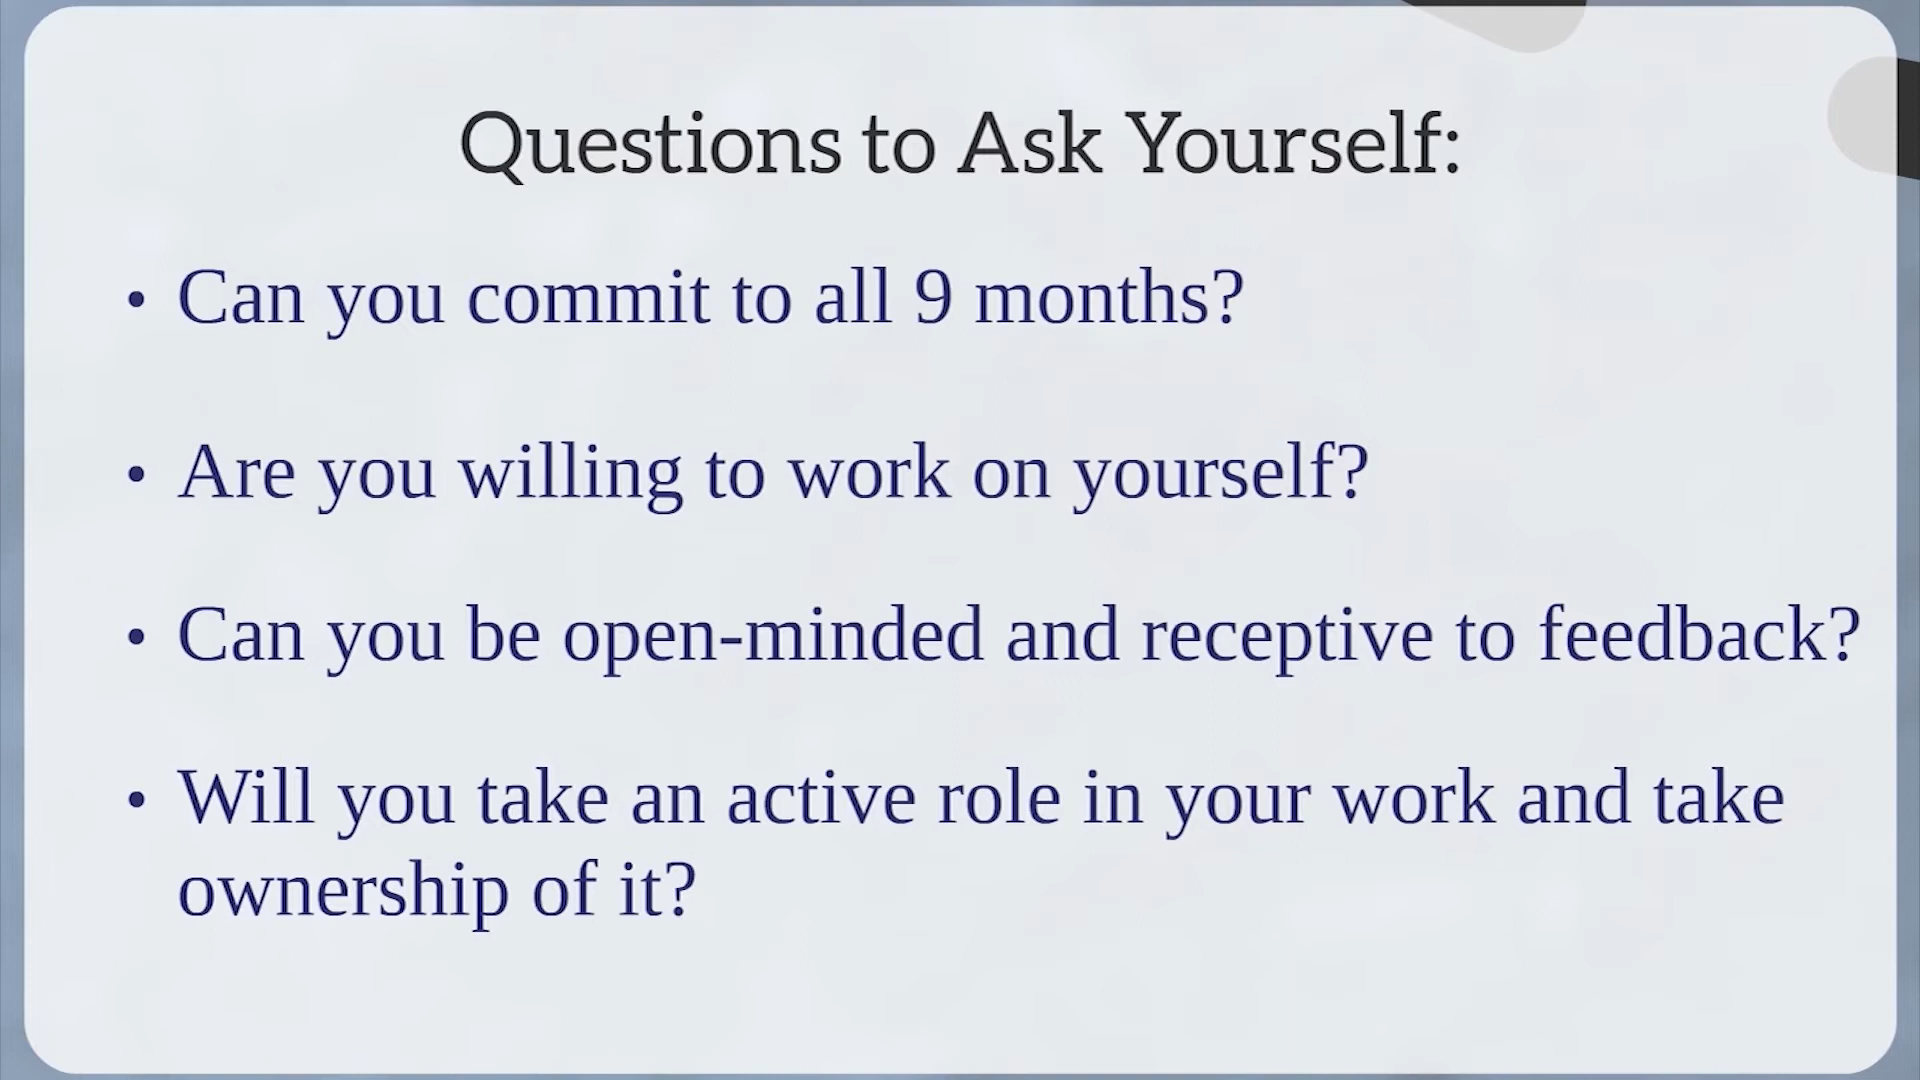 Questions to Ask Yourself:
• Can you commit to all 9 months?
• Are you willing to work on yourself?
• Can you be open-minded and receptive to feedback?
• Will you take an active role in your work and take
ownership of it?